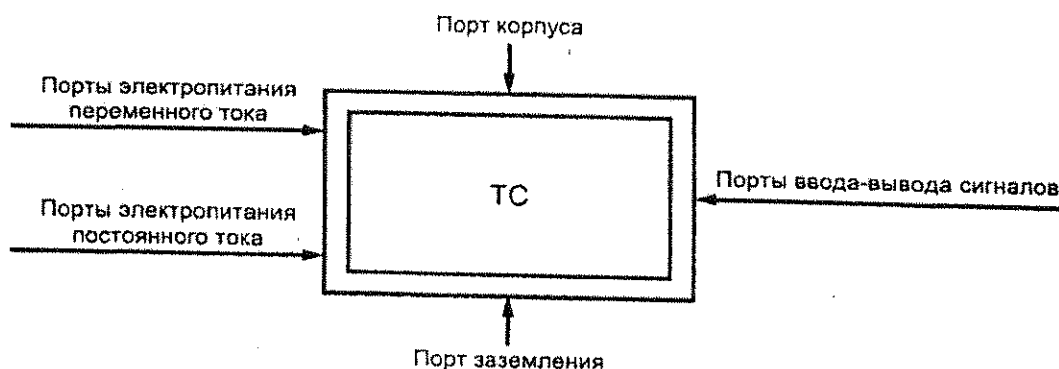 Порт корпуса
Порты электропитания
переменного тока
ТС
Порты ввода-вывода сигналов
Порты электропитания
постоянного тока
Порт заземления